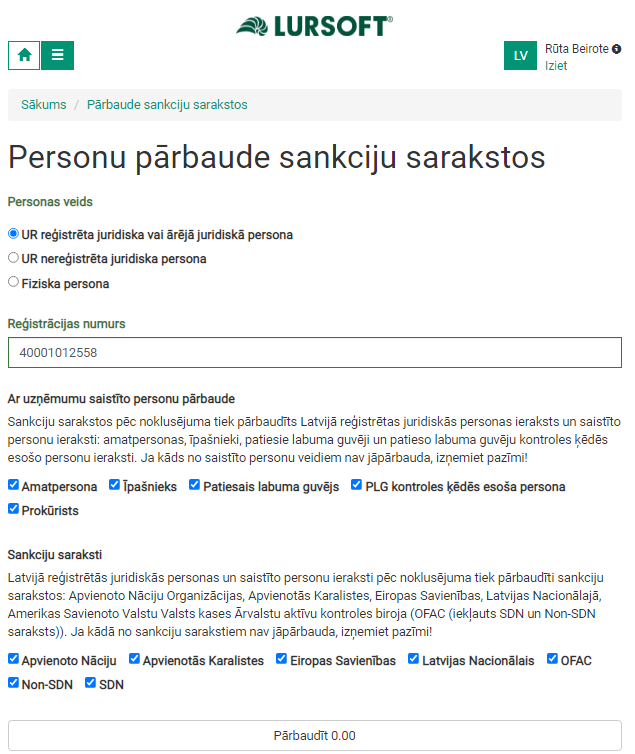 LURSOFT®
LV
Rūta Beirote
Iziet
Sākums / Pārbaude sankciju sarakstos
Personu pārbaude sankciju sarakstos
Personas veids
UR reģistrēta juridiska vai ārējā juridiskā persona
UR nereģistrēta juridiska persona
Fiziska persona
Reģistrācijas numurs
40001012558
Ar uzņēmumu saistīto personu pārbaude
Sankciju sarakstos pēc noklusējuma tiek pārbaudīts Latvijā reģistrētas juridiskās personas ieraksts un saistīto
personu ieraksti: amatpersonas, īpašnieki, patiesie labuma guvēji un patieso labuma guvēju kontroles ķēdēs
esošo personu ieraksti. Ja kāds no saistīto personu veidiem nav jāpārbauda, izņemiet pazīmi!
Amatpersona Īpašnieks Patiesais labuma guvējs PLG kontroles ķēdēs esoša persona
Prokūrists
Sankciju saraksti
Latvijā reģistrētās juridiskās personas un saistīto personu ieraksti pēc noklusējuma tiek pārbaudīti sankciju
sarakstos: Apvienoto Nāciju Organizācijas, Apvienotās Karalistes, Eiropas Savienības, Latvijas Nacionālajā,
Amerikas Savienoto Valstu Valsts kases Ārvalstu aktīvu kontroles biroja (OFAC (iekļauts SDN un Non-SDN
saraksts)). Ja kādā no sankciju sarakstiem nav jāpārbauda, izņemiet pazīmi!
Apvienoto Nāciju Apvienotās Karalistes Eiropas Savienības Latvijas Nacionālais OFAC
Non-SDN SDN
Pārbaudīt 0.00